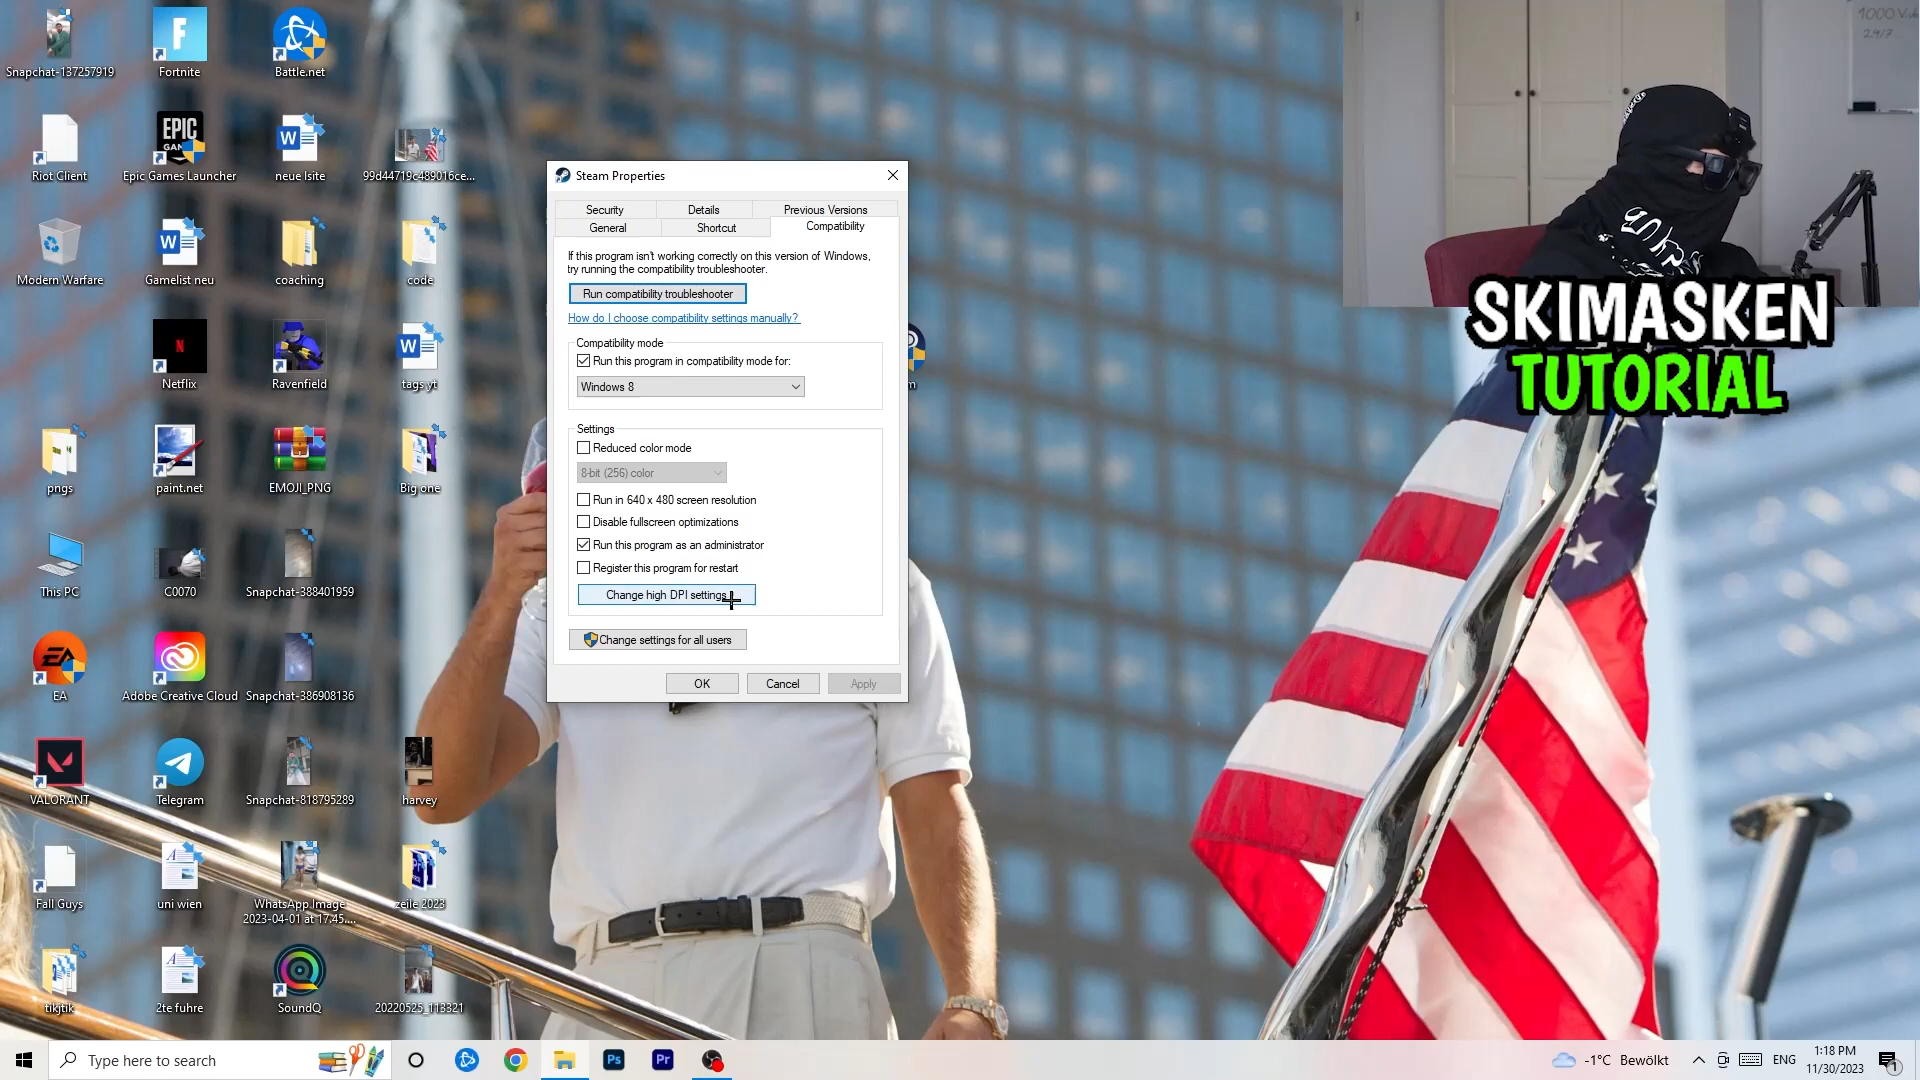 Snapchat-137257919
Fortnite
Battle.net
Riot Client
Epic Games Launcher
neue lsite
99d44719c489016ce...
Modern Warfare
Gamelist neu
coaching
code
Netflix
Ravenfield
tags yt
pngs
paint.net
EMOJI_PNG
Big one
This PC
C0070
Snapchat-388401959
EA
Adobe Creative Cloud
Snapchat-386908136
VALORANT
Telegram
Snapchat-818795289
harvey
Fall Guys
uni wien
WhatsApp Image
2023-04-01 at 17.45....
zeile 2023
tikjtik
2te fuhre
SoundQ
20220525_113321
Steam Properties
Security
Details
Previous Versions
General
Shortcut
Compatibility
If this program isn't working correctly on this version of Windows,
try running the compatibility troubleshooter.
Run compatibility troubleshooter
How do I choose compatibility settings manually?
Compatibility mode
Run this program in compatibility mode for:
Windows 8
Settings
Reduced color mode
8-bit (256) color
Run in 640 x 480 screen resolution
Disable fullscreen optimizations
Run this program as an administrator
Register this program for restart
Change high DPI settings
Change settings for all users
OK
Cancel
Apply
SKIMASKEN
TUTORIAL
Type here to search
-1°C Bewölkt
ENG
1:18 PM
11/30/2023
1